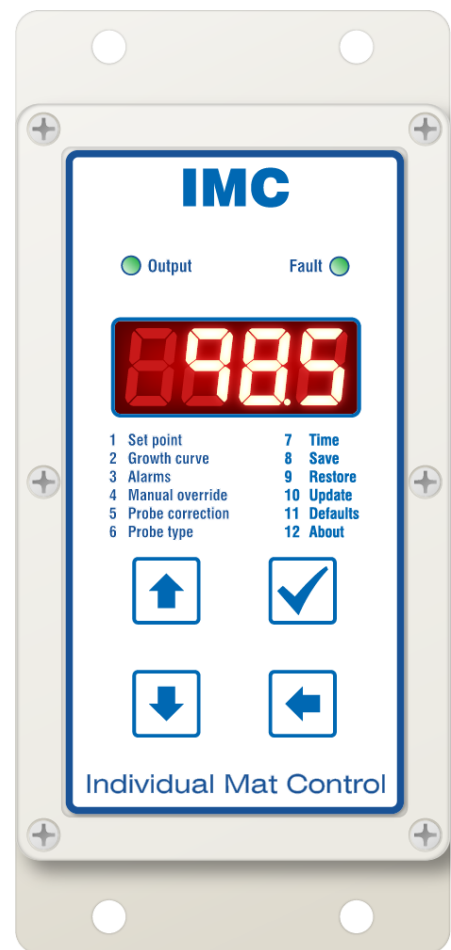 IMC
Output Fault
98.5
1 Set point 7 Time
2 Growth curve 8 Save
3 Alarms 9 Restore
4 Manual override 10 Update
5 Probe correction 11 Defaults
6 Probe type 12 About
Individual Mat Control